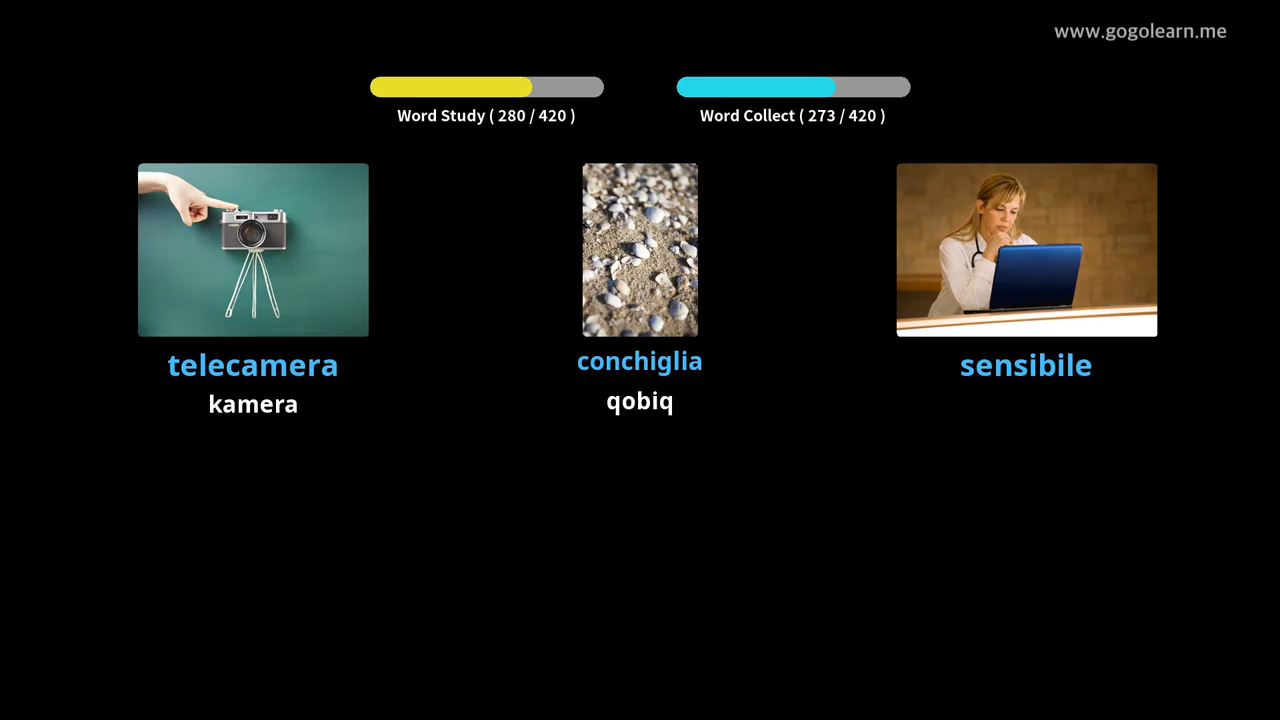 www.gogolearn.me
Word Study ( 280 / 420 )
Word Collect ( 273 / 420 )
telecamera
kamera
conchiglia
qobiq
sensibile